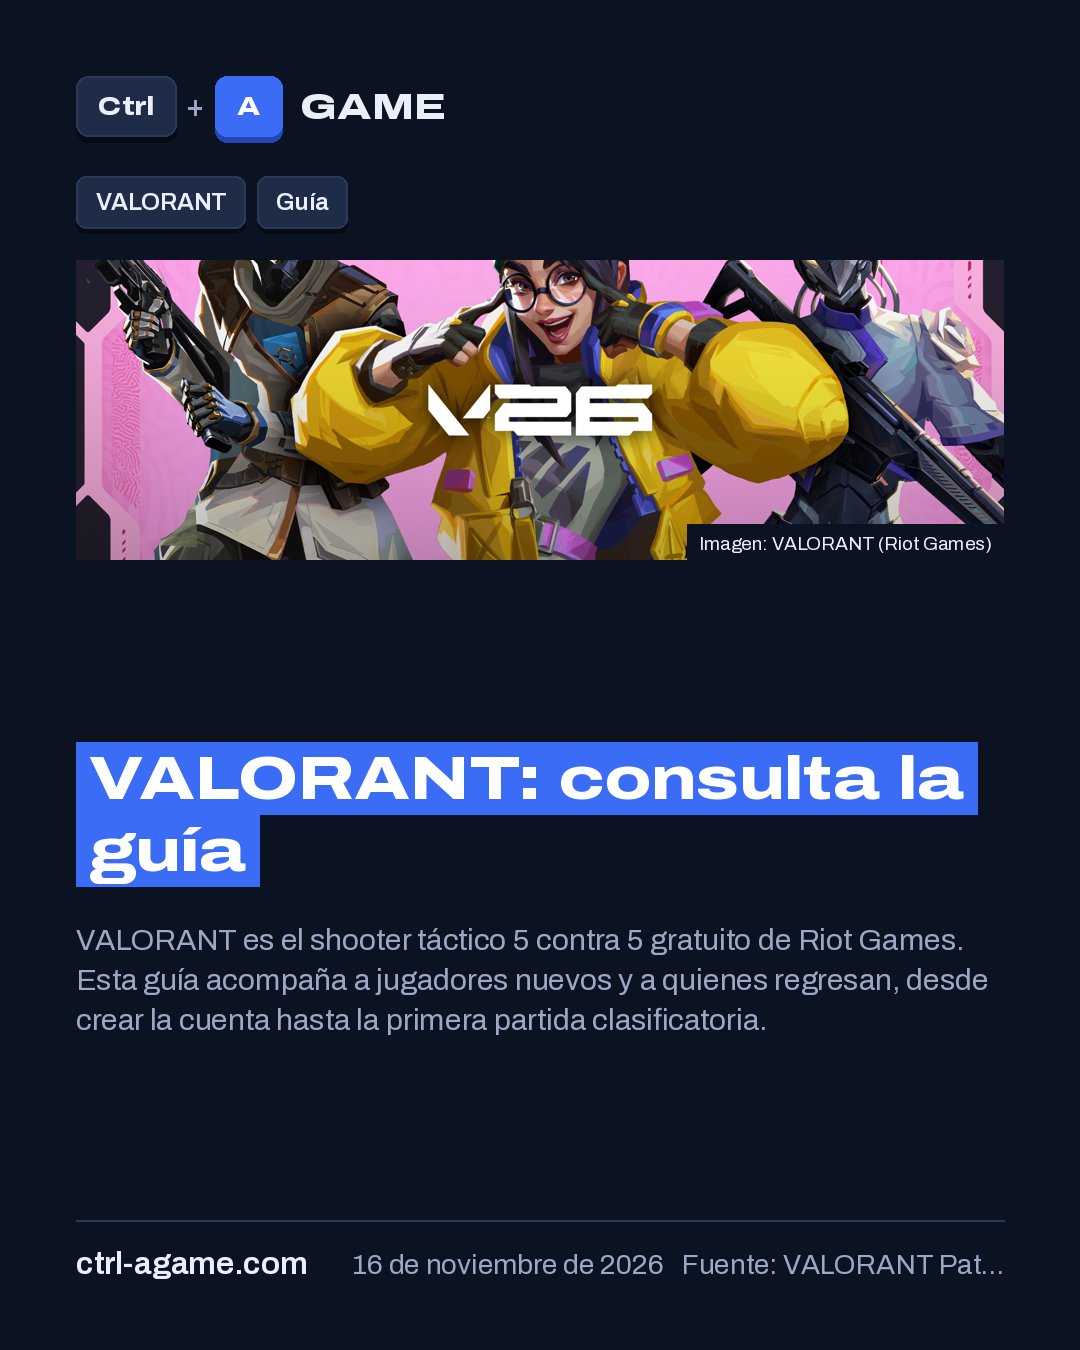 Ctrl + A GAME
VALORANT Guía
V26
Imagen: VALORANT (Riot Games)
VALORANT: consulta la
guía
VALORANT es el shooter táctico 5 contra 5 gratuito de Riot Games.
Esta guía acompaña a jugadores nuevos y a quienes regresan, desde
crear la cuenta hasta la primera partida clasificatoria.
ctrl-agame.com 16 de noviembre de 2026 Fuente: VALORANT Pat...